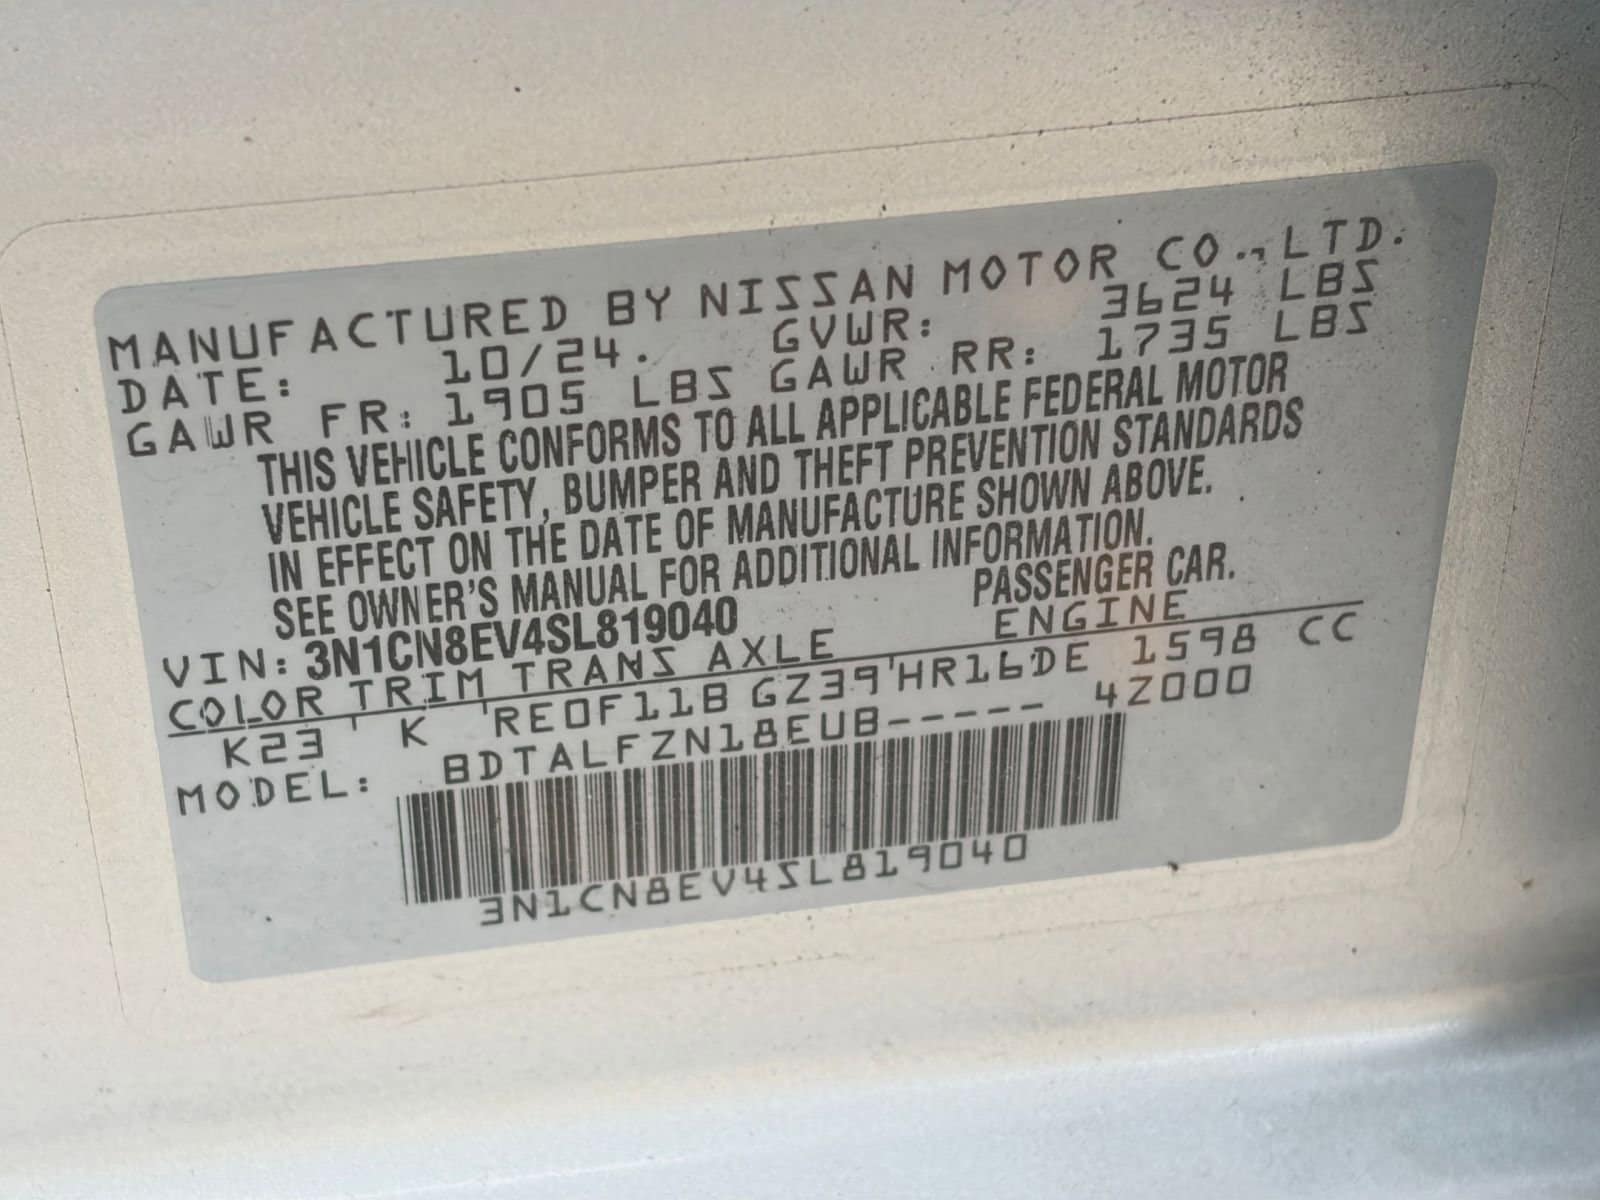 MANUFACTURED BY NISSAN MOTOR CO.,LTD.
DATE: 10/24. GVWR: 3624 LBS
GAWR FR: 1905 LBS GAWR RR: 1735 LBS
THIS VEHICLE CONFORMS TO ALL APPLICABLE FEDERAL MOTOR
VEHICLE SAFETY, BUMPER AND THEFT PREVENTION STANDARDS
IN EFFECT ON THE DATE OF MANUFACTURE SHOWN ABOVE.
SEE OWNER'S MANUAL FOR ADDITIONAL INFORMATION.
VIN: 3N1CN8EV4SL819040 PASSENGER CAR.
COLOR TRIM TRANS AXLE ENGINE
K23 ' K 'RE0F11B GZ39'HR16DE 1598 CC
MODEL: BDTALFZN18EUB----- 4Z000
3N1CN8EV4SL819040